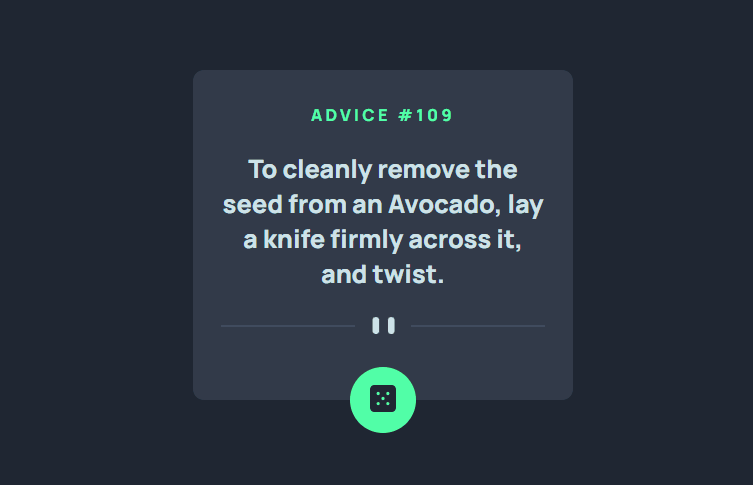 ADVICE #109
To cleanly remove the
seed from an Avocado, lay
a knife firmly across it,
and twist.